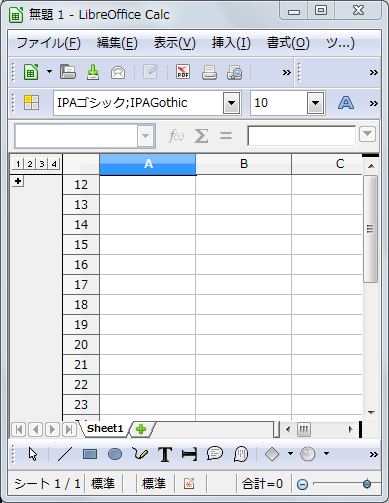 無題 1 - LibreOffice Calc
ファイル(F) 編集(E) 表示(V) 挿入(I) 書式(O) ツ...)
PDF
IPAゴシック;IPAGothic 10
f(x) Σ =
1 2 3 4
A B C
12
13
14
15
16
17
18
19
20
21
22
23
Sheet1
T
シート 1 / 1 標準 標準 合計=0